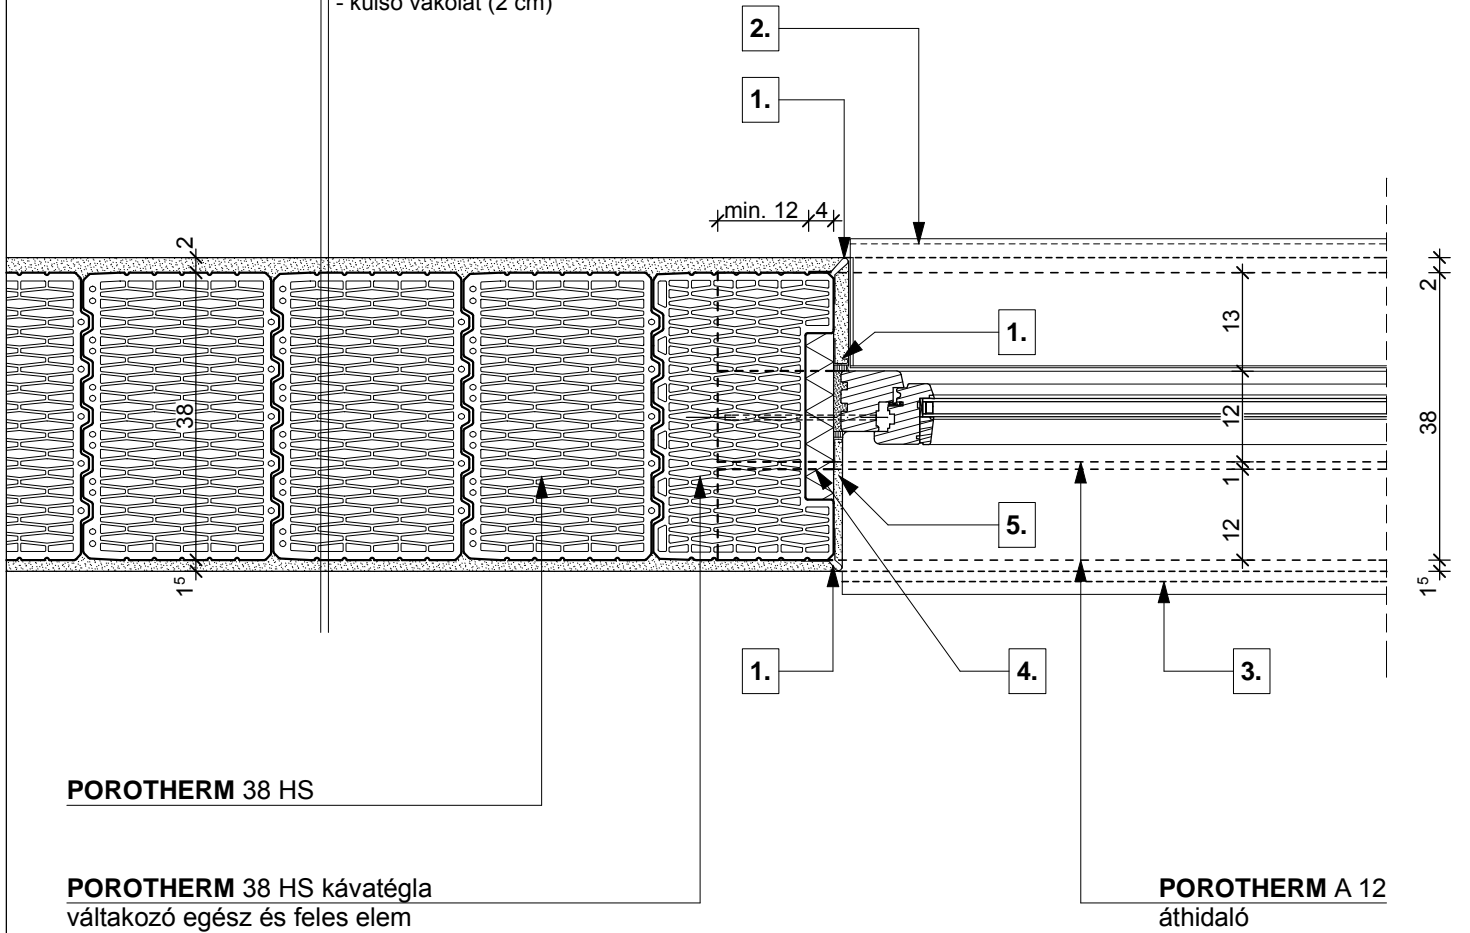 - külső vakolat (2 cm)
2.
1.
min. 12 4
2
2
13
1.
38
12
38
1
5.
12
1⁵
1⁵
1.
4.
3.
POROTHERM 38 HS
POROTHERM 38 HS kávatégla
váltakozó egész és feles elem
POROTHERM A 12
áthidaló